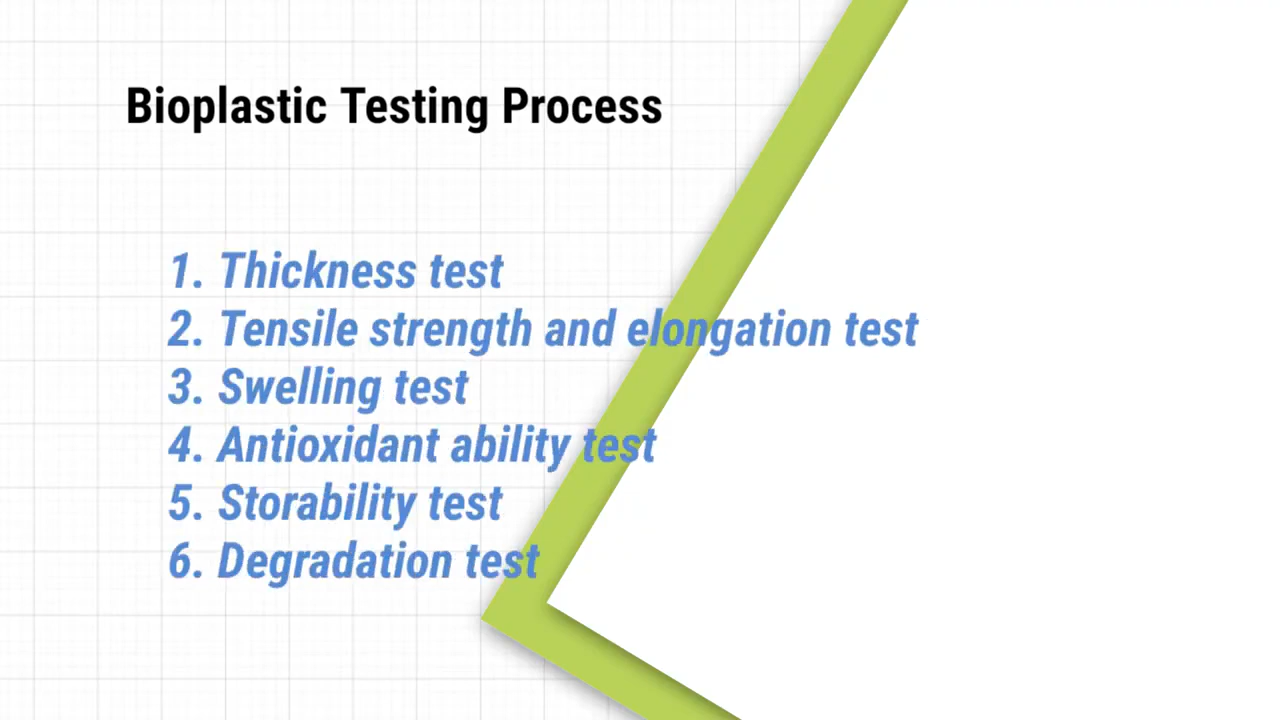 Bioplastic Testing Process
1. Thickness test
2. Tensile strength and elongation test
3. Swelling test
4. Antioxidant ability test
5. Storability test
6. Degradation test